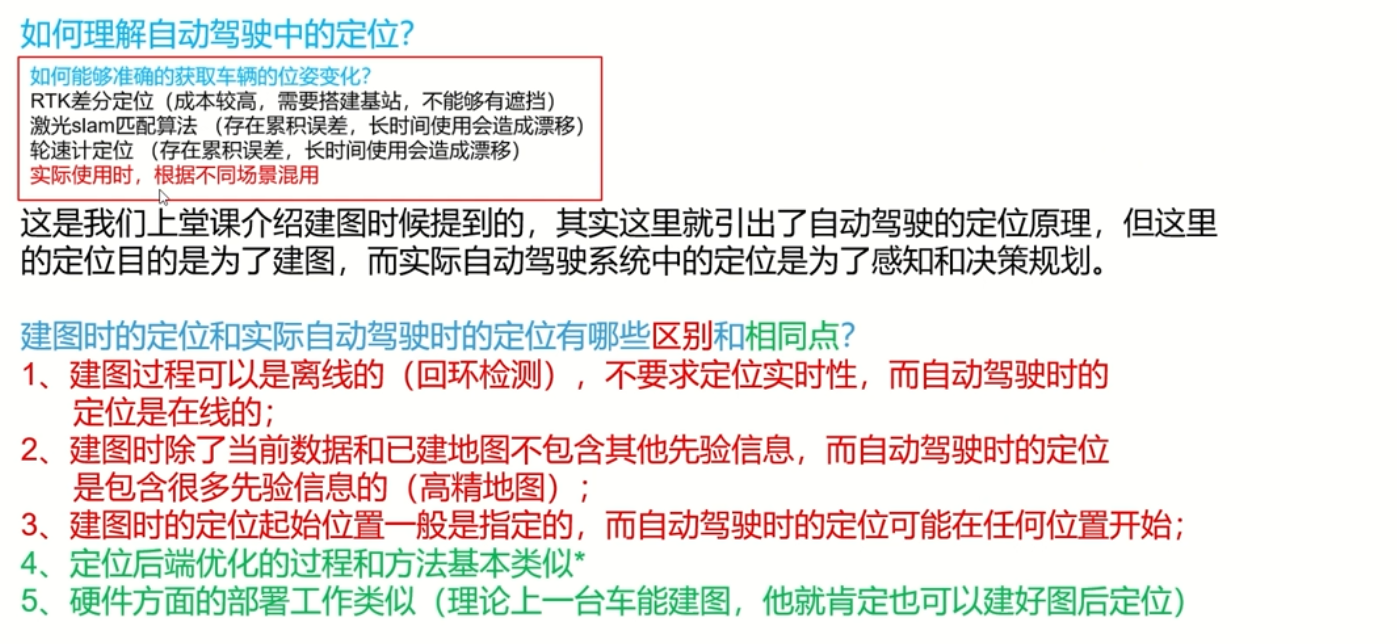 如何理解自动驾驶中的定位？
如何能够准确的获取车辆的位姿变化？
RTK差分定位（成本较高，需要搭建基站，不能够有遮挡）
激光slam匹配算法 （存在累积误差，长时间使用会造成漂移）
轮速计定位 （存在累积误差，长时间使用会造成漂移）
实际使用时，根据不同场景混用
这是我们上堂课介绍建图时候提到的，其实这里就引出了自动驾驶的定位原理，但这里
的定位目的是为了建图，而实际自动驾驶系统中的定位是为了感知和决策规划。
建图时的定位和实际自动驾驶时的定位有哪些区别和相同点？
1、建图过程可以是离线的（回环检测），不要求定位实时性，而自动驾驶时的
定位是在线的；
2、建图时除了当前数据和已建地图不包含其他先验信息，而自动驾驶时的定位
是包含很多先验信息的（高精地图）；
3、建图时的定位起始位置一般是指定的，而自动驾驶时的定位可能在任何位置开始；
4、定位后端优化的过程和方法基本类似*
5、硬件方面的部署工作类似（理论上一台车能建图，他就肯定也可以建好图后定位）